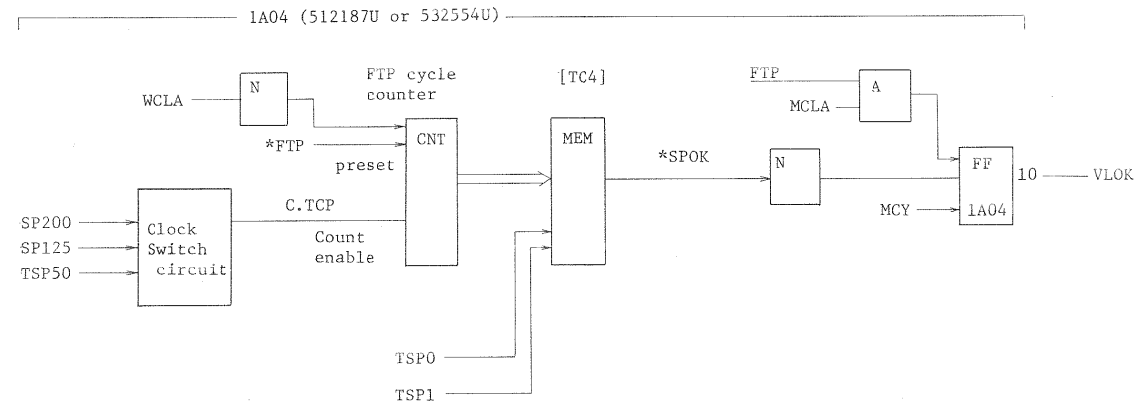 1A04 (512187U or 532554U)
FTP cycle
counter
[TC4]
FTP
N
A
WCLA
MCLA
*FTP
CNT
MEM
preset
*SPOK
N
FF
10
VLOK
C.TCP
MCY
1A04
SP200
SP125
TSP50
Clock
Switch
circuit
Count
enable
TSP0
TSP1